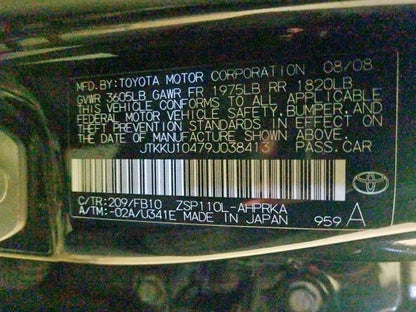 MFD.BY: TOYOTA MOTOR CORPORATION 08/08
GVWR 3605LB GAWR FR 1975LB RR 1820LB
THIS VEHICLE CONFORMS TO ALL APPLICABLE
FEDERAL MOTOR VEHICLE SAFETY, BUMPER, AND
THEFT PREVENTION STANDARDS IN EFFECT ON
THE DATE OF MANUFACTURE SHOWN ABOVE.
JTKKU10479J038413 PASS.CAR
C/TR: 209/FB10 ZSP110L-AHPRKA
A/TM: -02A/U341E MADE IN JAPAN 959 A